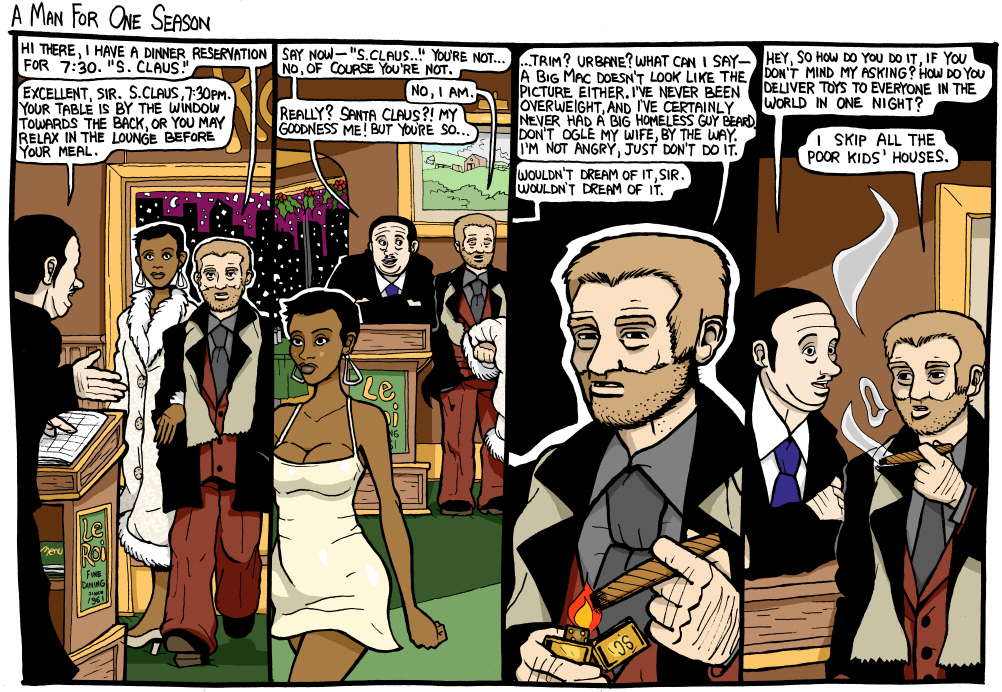 A MAN FOR ONE SEASON
HI THERE, I HAVE A DINNER RESERVATION
FOR 7:30. "S. CLAUS."
EXCELLENT, SIR. S.CLAUS, 7:30PM.
YOUR TABLE IS BY THE WINDOW
TOWARDS THE BACK, OR YOU MAY
RELAX IN THE LOUNGE BEFORE
YOUR MEAL.
Le
Roi
FINE
DINING
SINCE
1961
menu
SAY NOW—"S.CLAUS..." YOU'RE NOT...
NO, OF COURSE YOU'RE NOT.
NO, I AM.
REALLY? SANTA CLAUS?! MY
GOODNESS ME! BUT YOU'RE SO...
Le
Roi
NG
61
...TRIM? URBANE? WHAT CAN I SAY—
A BIG MAC DOESN'T LOOK LIKE THE
PICTURE EITHER. I'VE NEVER BEEN
OVERWEIGHT, AND I'VE CERTAINLY
NEVER HAD A BIG HOMELESS GUY BEARD.
DON'T OGLE MY WIFE, BY THE WAY.
I'M NOT ANGRY, JUST DON'T DO IT.
WOULDN'T DREAM OF IT, SIR.
WOULDN'T DREAM OF IT.
S.C.
HEY, SO HOW DO YOU DO IT, IF YOU
DON'T MIND MY ASKING? HOW DO YOU
DELIVER TOYS TO EVERYONE IN THE
WORLD IN ONE NIGHT?
I SKIP ALL THE
POOR KIDS' HOUSES.